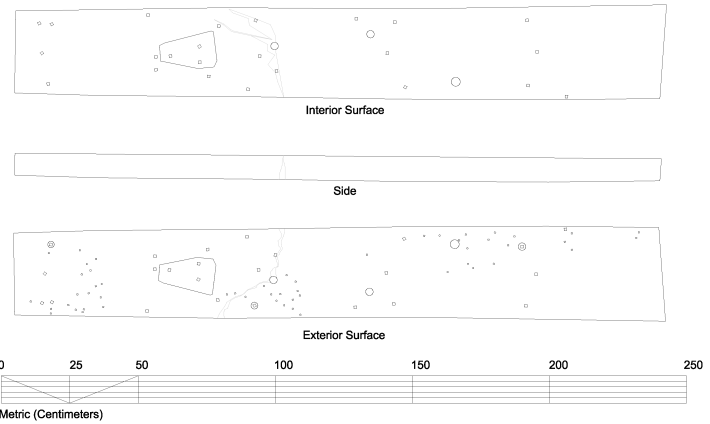 Interior Surface
Side
Exterior Surface
0 25 50 100 150 200 250
Metric (Centimeters)